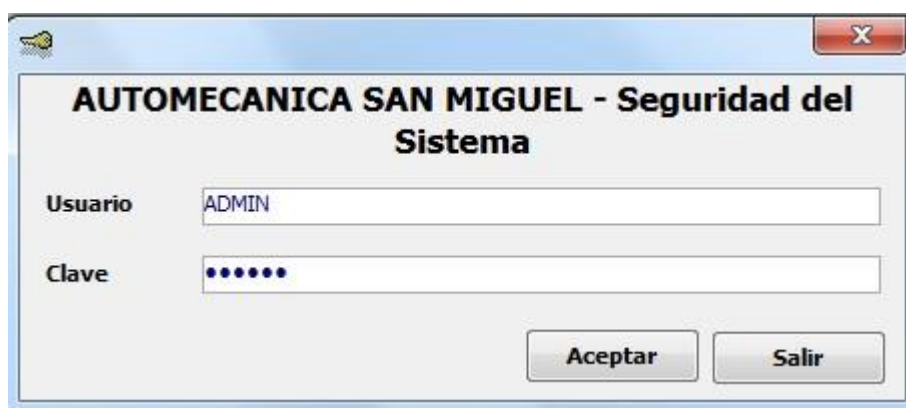 AUTOMECANICA SAN MIGUEL - Seguridad del
Sistema
Usuario
ADMIN
Clave
••••••
Aceptar
Salir